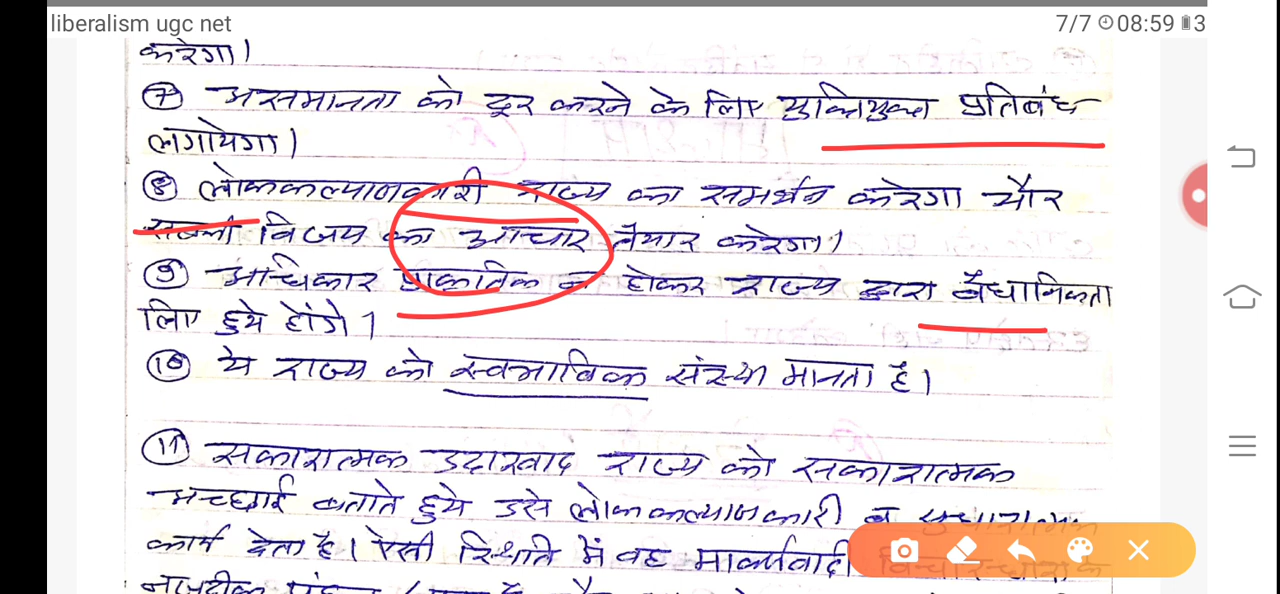 liberalism ugc net
7/7 08:59 3
करेगा।
⑦ असमानता को दूर करने के लिए युक्तियुक्त प्रतिबंध
लगायेगा।
⑧ लोककल्याणकारी राज्य का समर्थन करेगा और
विजय का आचार तैयार करेगा।
⑨ अधिकार प्राकृतिक न होकर राज्य द्वारा वैधानिकता
लिए हुये होंगे।
⑩ ये राज्य को स्वभाविक संस्था मानता है।
⑪ सकारात्मक उदारवाद राज्य को सकारात्मक
अच्छाई बताते हुये उसे लोककल्याणकारी व
कार्य देता है। ऐसी स्थिति में वह मार्क्सवादी